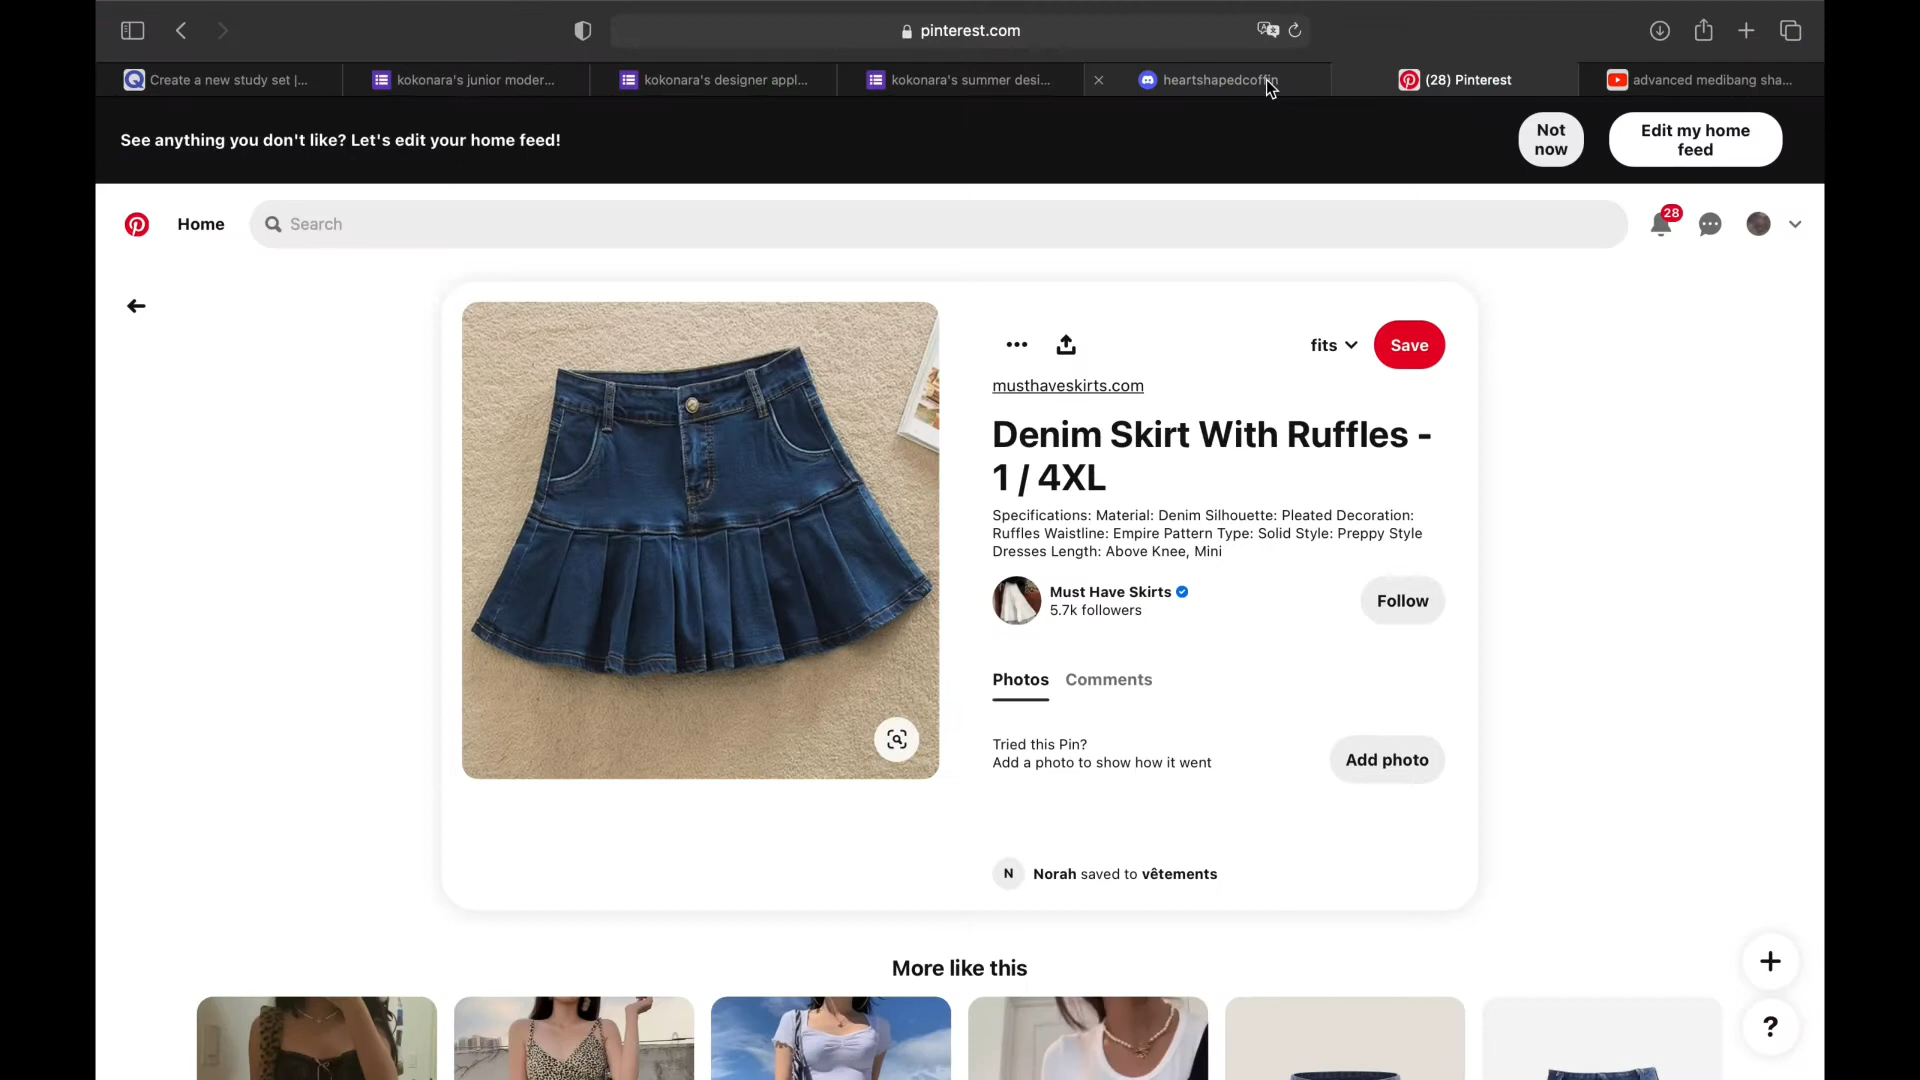 pinterest.com
Create a new study set |...
kokonara's junior moder...
kokonara's designer appl...
kokonara's summer desi...
heartshapedcoffin
(28) Pinterest
advanced medibang sha...
See anything you don't like? Let's edit your home feed!
Not
now
Edit my home
feed
Home
Search
28
fits
Save
musthaveskirts.com
Denim Skirt With Ruffles -
1 / 4XL
Specifications: Material: Denim Silhouette: Pleated Decoration:
Ruffles Waistline: Empire Pattern Type: Solid Style: Preppy Style
Dresses Length: Above Knee, Mini
Must Have Skirts
5.7k followers
Follow
Photos
Comments
Tried this Pin?
Add a photo to show how it went
Add photo
N
Norah saved to vêtements
More like this
?